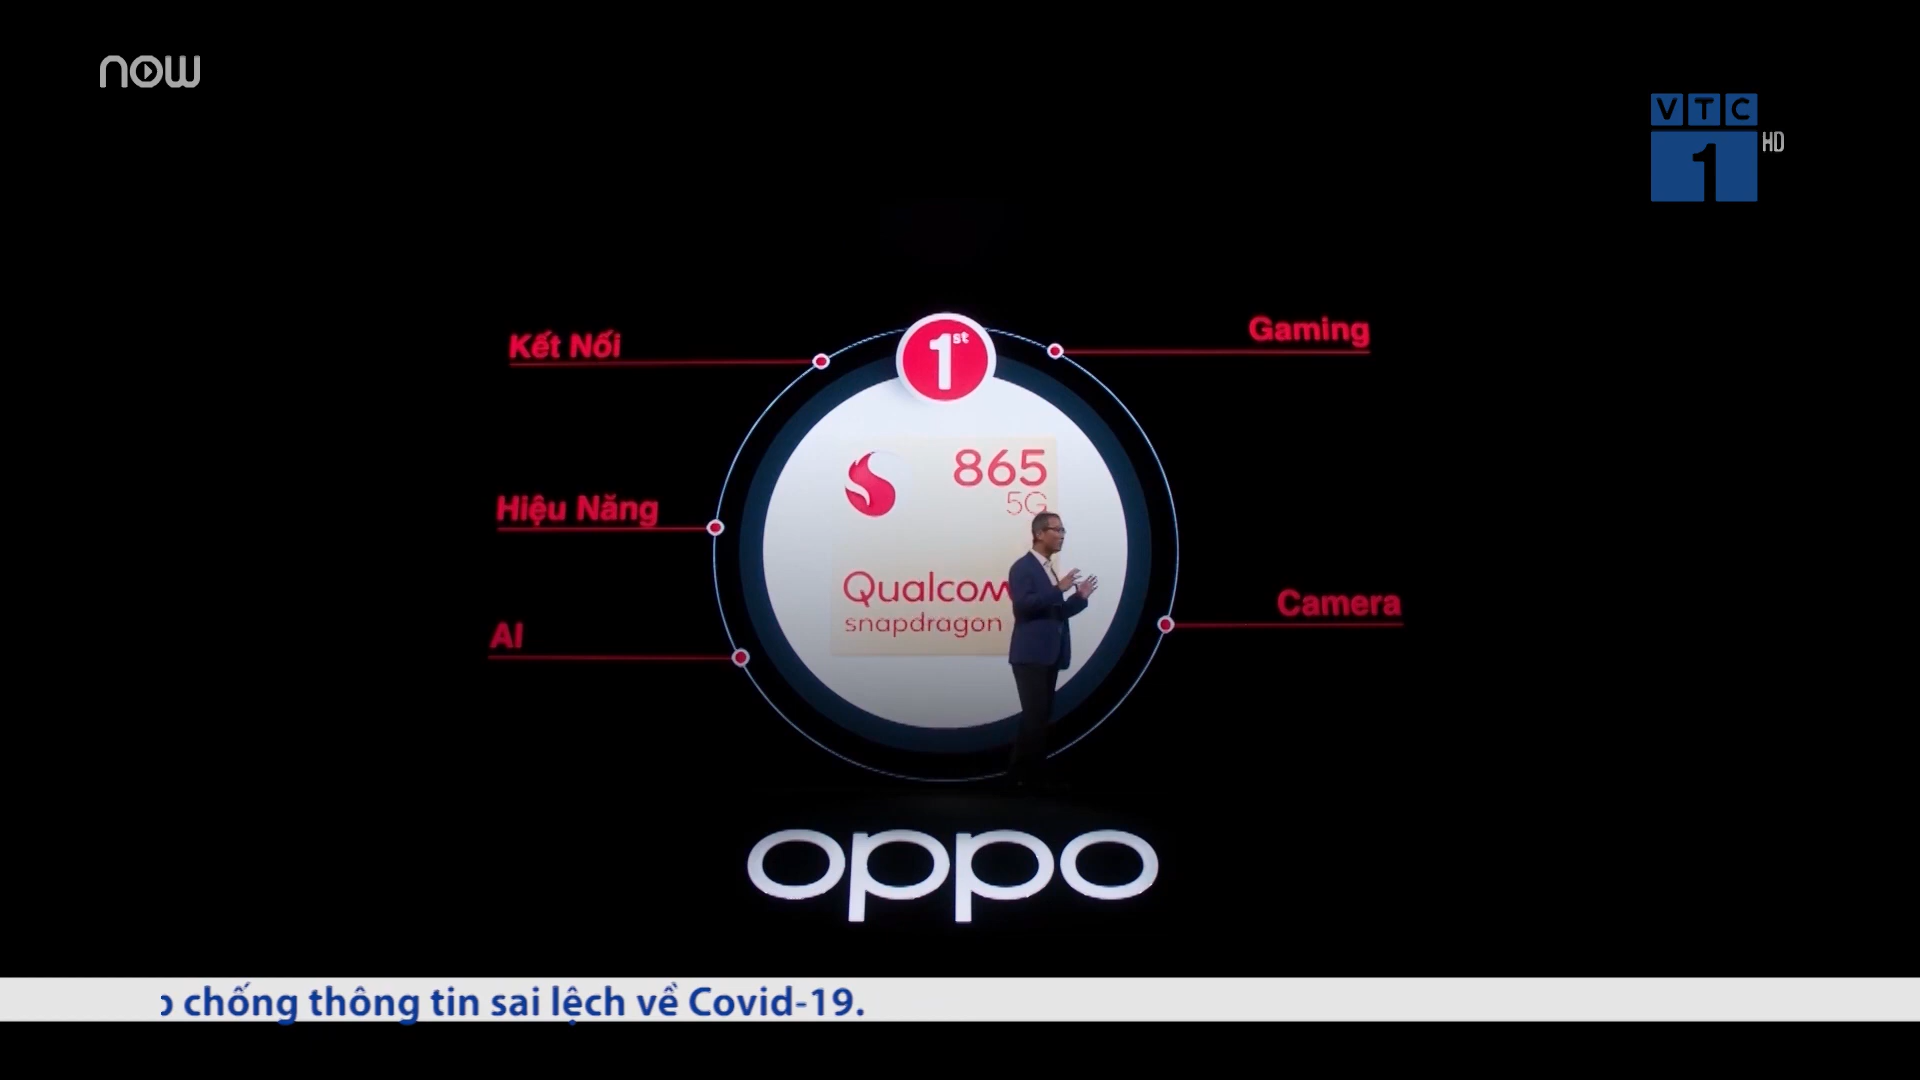 now
VTC
1
HD
1st
Kết Nối
Gaming
865
5G
Hiệu Năng
Qualcom
snapdragon
Camera
AI
oppo
chống thông tin sai lệch về Covid-19.